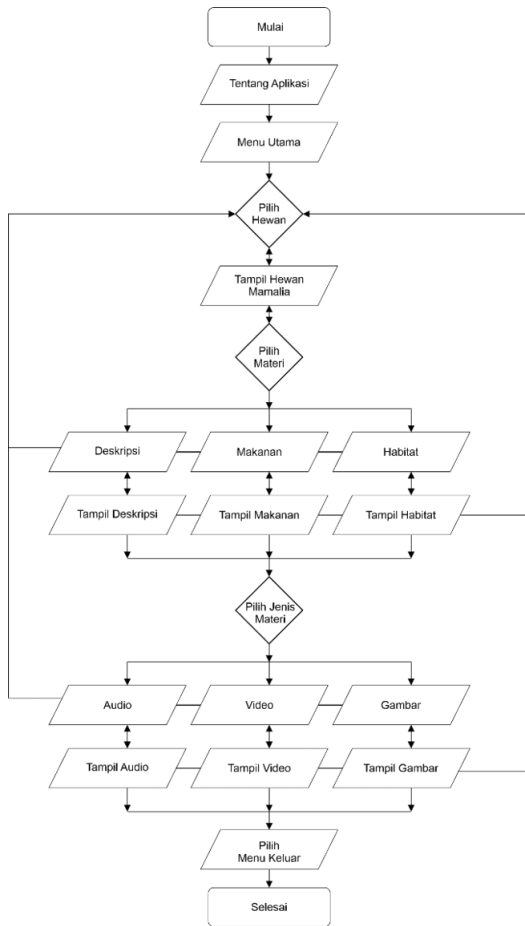 Mulai
Tentang Aplikasi
Menu Utama
Pilih
Hewan
Tampil Hewan
Mamalia
Pilih
Materi
Deskripsi
Makanan
Habitat
Tampil Deskripsi
Tampil Makanan
Tampil Habitat
Pilih Jenis
Materi
Audio
Video
Gambar
Tampil Audio
Tampil Video
Tampil Gambar
Pilih
Menu Keluar
Selesai